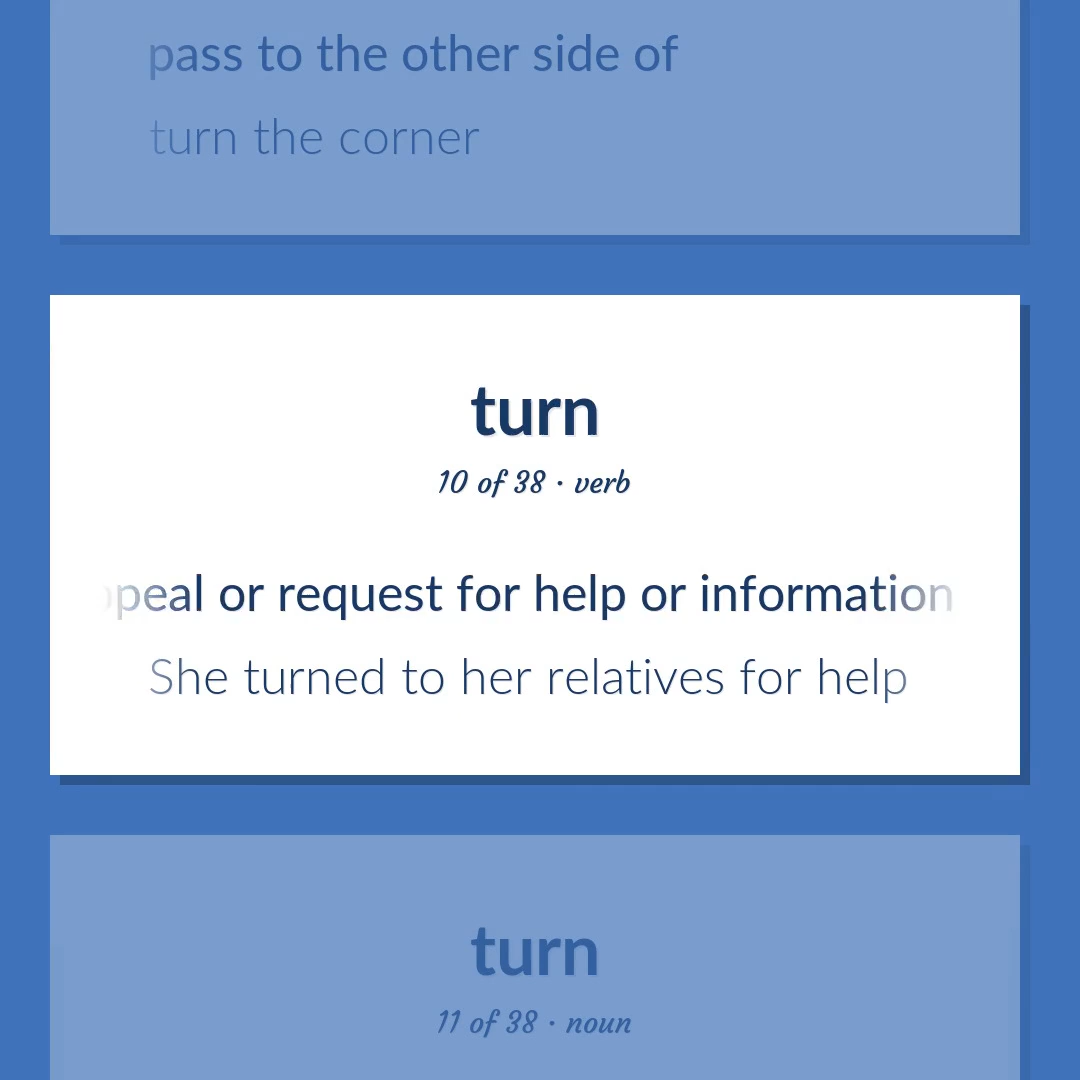 pass to the other side of
turn the corner
turn
10 of 38 · verb
ppeal or request for help or information
She turned to her relatives for help
turn
11 of 38 · noun